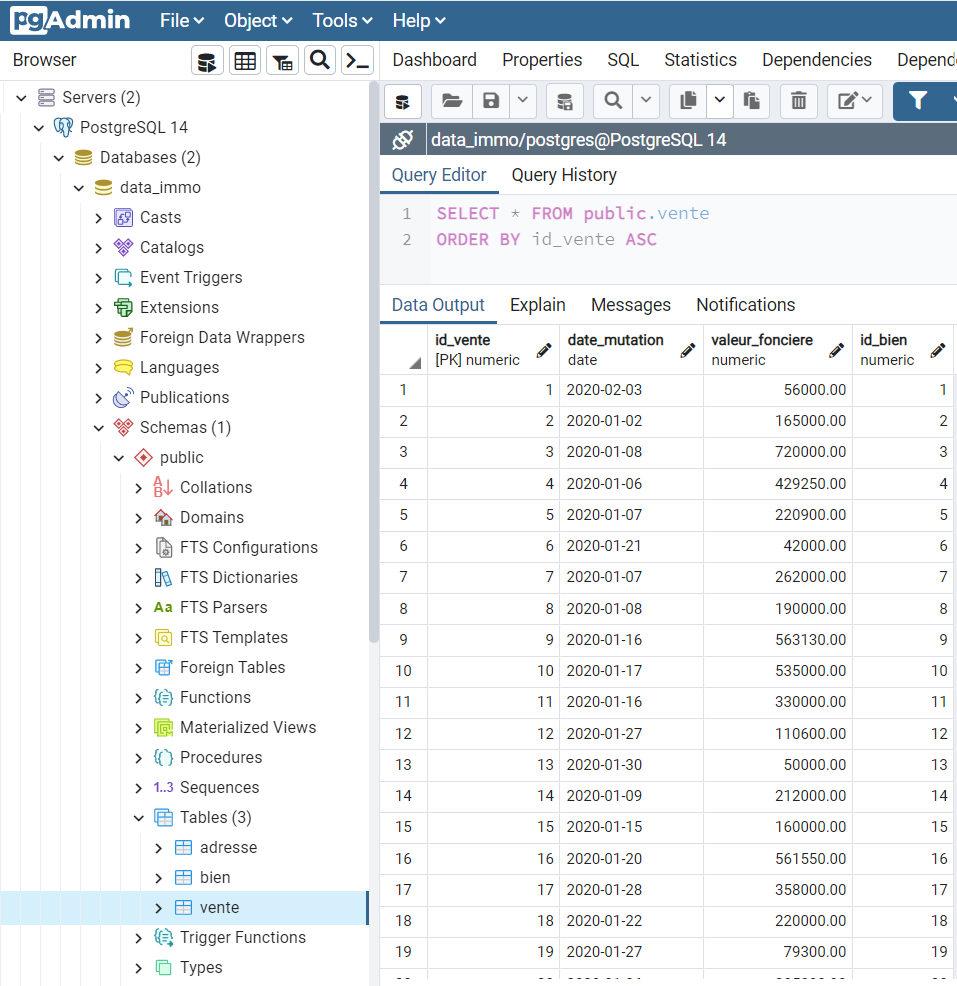 pgAdmin File Object Tools Help
Browser
Dashboard Properties SQL Statistics Dependencies Depend
Servers (2)
PostgreSQL 14
Databases (2)
data_immo
Casts
Catalogs
Event Triggers
Extensions
Foreign Data Wrappers
Languages
Publications
Schemas (1)
public
Collations
Domains
FTS Configurations
FTS Dictionaries
Aa FTS Parsers
FTS Templates
Foreign Tables
Functions
Materialized Views
Procedures
1..3 Sequences
Tables (3)
adresse
bien
vente
Trigger Functions
Types
data_immo/postgres@PostgreSQL 14
Query Editor Query History
1 SELECT * FROM public.vente
2 ORDER BY id_vente ASC
Data Output Explain Messages Notifications
id_vente date_mutation valeur_fonciere id_bien
[PK] numeric date numeric numeric
1 1 2020-02-03 56000.00 1
2 2 2020-01-02 165000.00 2
3 3 2020-01-08 720000.00 3
4 4 2020-01-06 429250.00 4
5 5 2020-01-07 220900.00 5
6 6 2020-01-21 42000.00 6
7 7 2020-01-07 262000.00 7
8 8 2020-01-08 190000.00 8
9 9 2020-01-16 563130.00 9
10 10 2020-01-17 535000.00 10
11 11 2020-01-16 330000.00 11
12 12 2020-01-27 110600.00 12
13 13 2020-01-30 50000.00 13
14 14 2020-01-09 212000.00 14
15 15 2020-01-15 160000.00 15
16 16 2020-01-20 561550.00 16
17 17 2020-01-28 358000.00 17
18 18 2020-01-22 220000.00 18
19 19 2020-01-27 79300.00 19